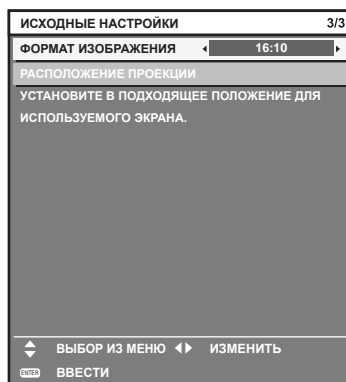 ИСХОДНЫЕ НАСТРОЙКИ 3/3
ФОРМАТ ИЗОБРАЖЕНИЯ 16:10
РАСПОЛОЖЕНИЕ ПРОЕКЦИИ
УСТАНОВИТЕ В ПОДХОДЯЩЕЕ ПОЛОЖЕНИЕ ДЛЯ
ИСПОЛЬЗУЕМОГО ЭКРАНА.
ВЫБОР ИЗ МЕНЮ ИЗМЕНИТЬ
ENTER ВВЕСТИ